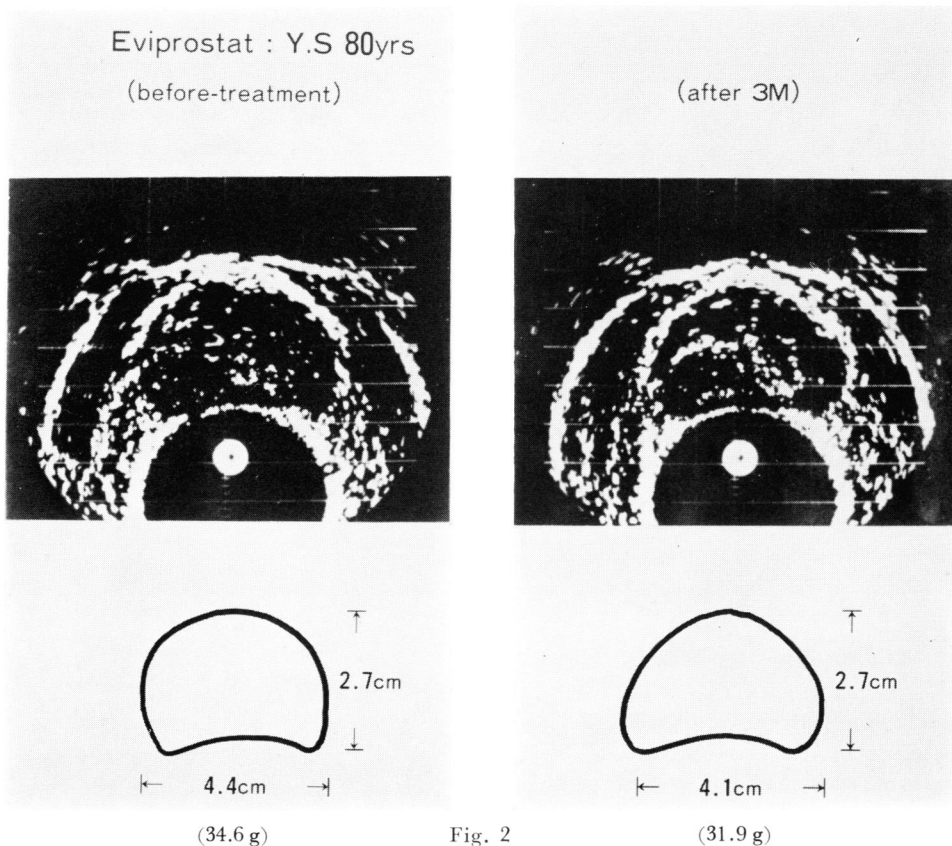 Eviprostat : Y.S 80yrs
(before-treatment)
(after 3M)
2.7cm
4.4cm
2.7cm
4.1cm
(34.6 g)
Fig. 2
(31.9 g)